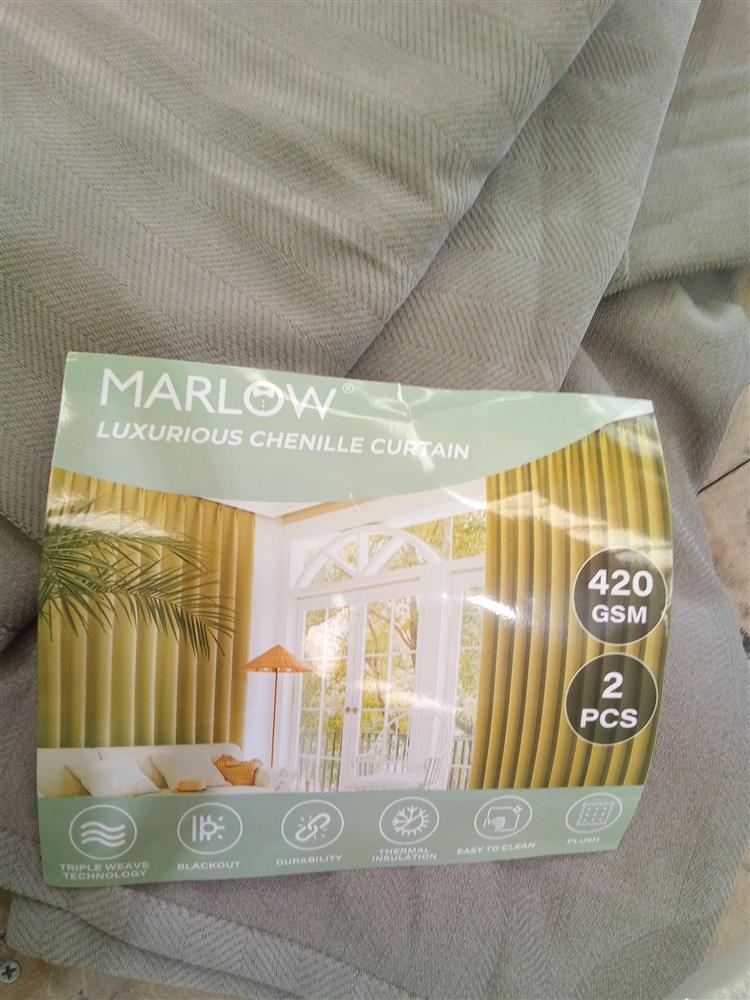 MARLOW®
LUXURIOUS CHENILLE CURTAIN
420
GSM
2
PCS
TRIPLE WEAVE
TECHNOLOGY
BLACKOUT
DURABILITY
THERMAL
INSULATION
EASY TO CLEAN
PLUSH